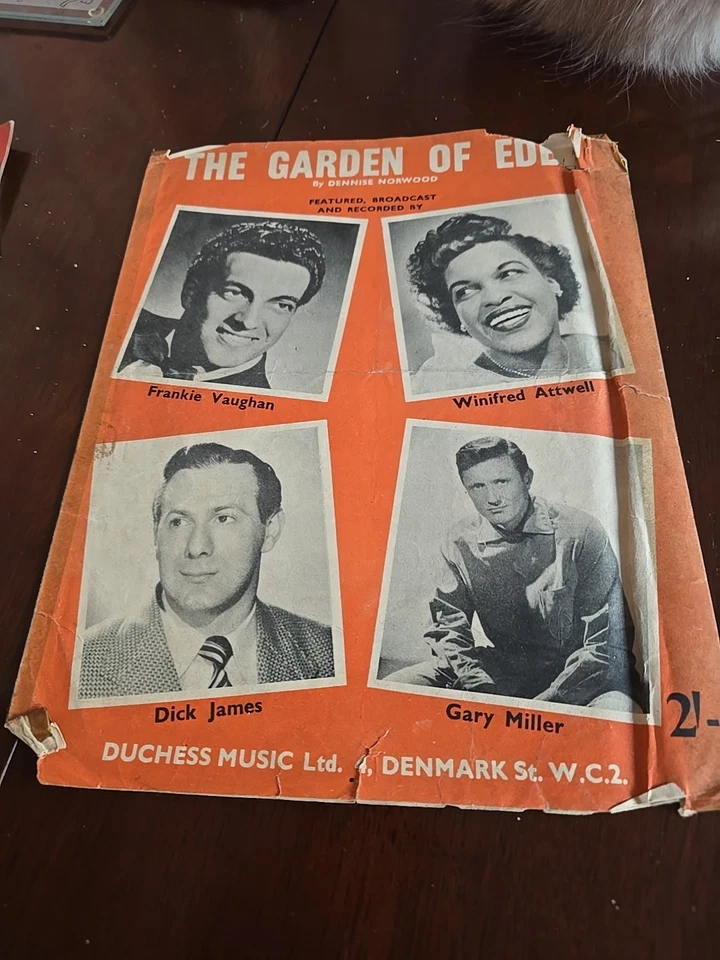 THE GARDEN OF EDE
By DENNISE NORWOOD
FEATURED, BROADCAST
AND RECORDED BY
Frankie Vaughan
Winifred Attwell
Dick James
Gary Miller
2/-
DUCHESS MUSIC Ltd. 4, DENMARK St. W.C.2.